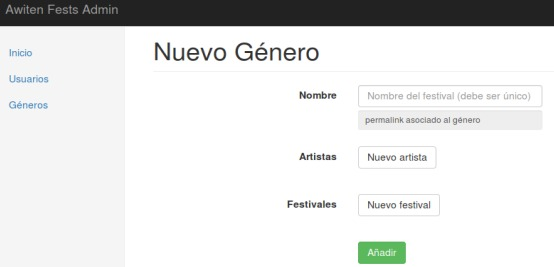 Awiten Fests Admin
Inicio
Usuarios
Géneros
Nuevo Género
Nombre
Nombre del festival (debe ser único)
permalink asociado al género
Artistas
Nuevo artista
Festivales
Nuevo festival
Añadir